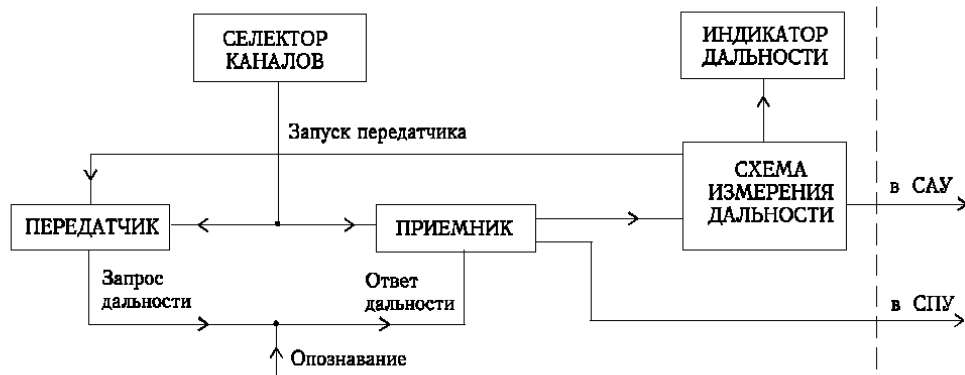 СЕЛЕКТОР
КАНАЛОВ
ИНДИКАТОР
ДАЛЬНОСТИ
Запуск передатчика
СХЕМА
ИЗМЕРЕНИЯ
ДАЛЬНОСТИ
в САУ
ПЕРЕДАТЧИК
ПРИЕМНИК
Запрос
дальности
Ответ
дальности
в СПУ
Опознавание